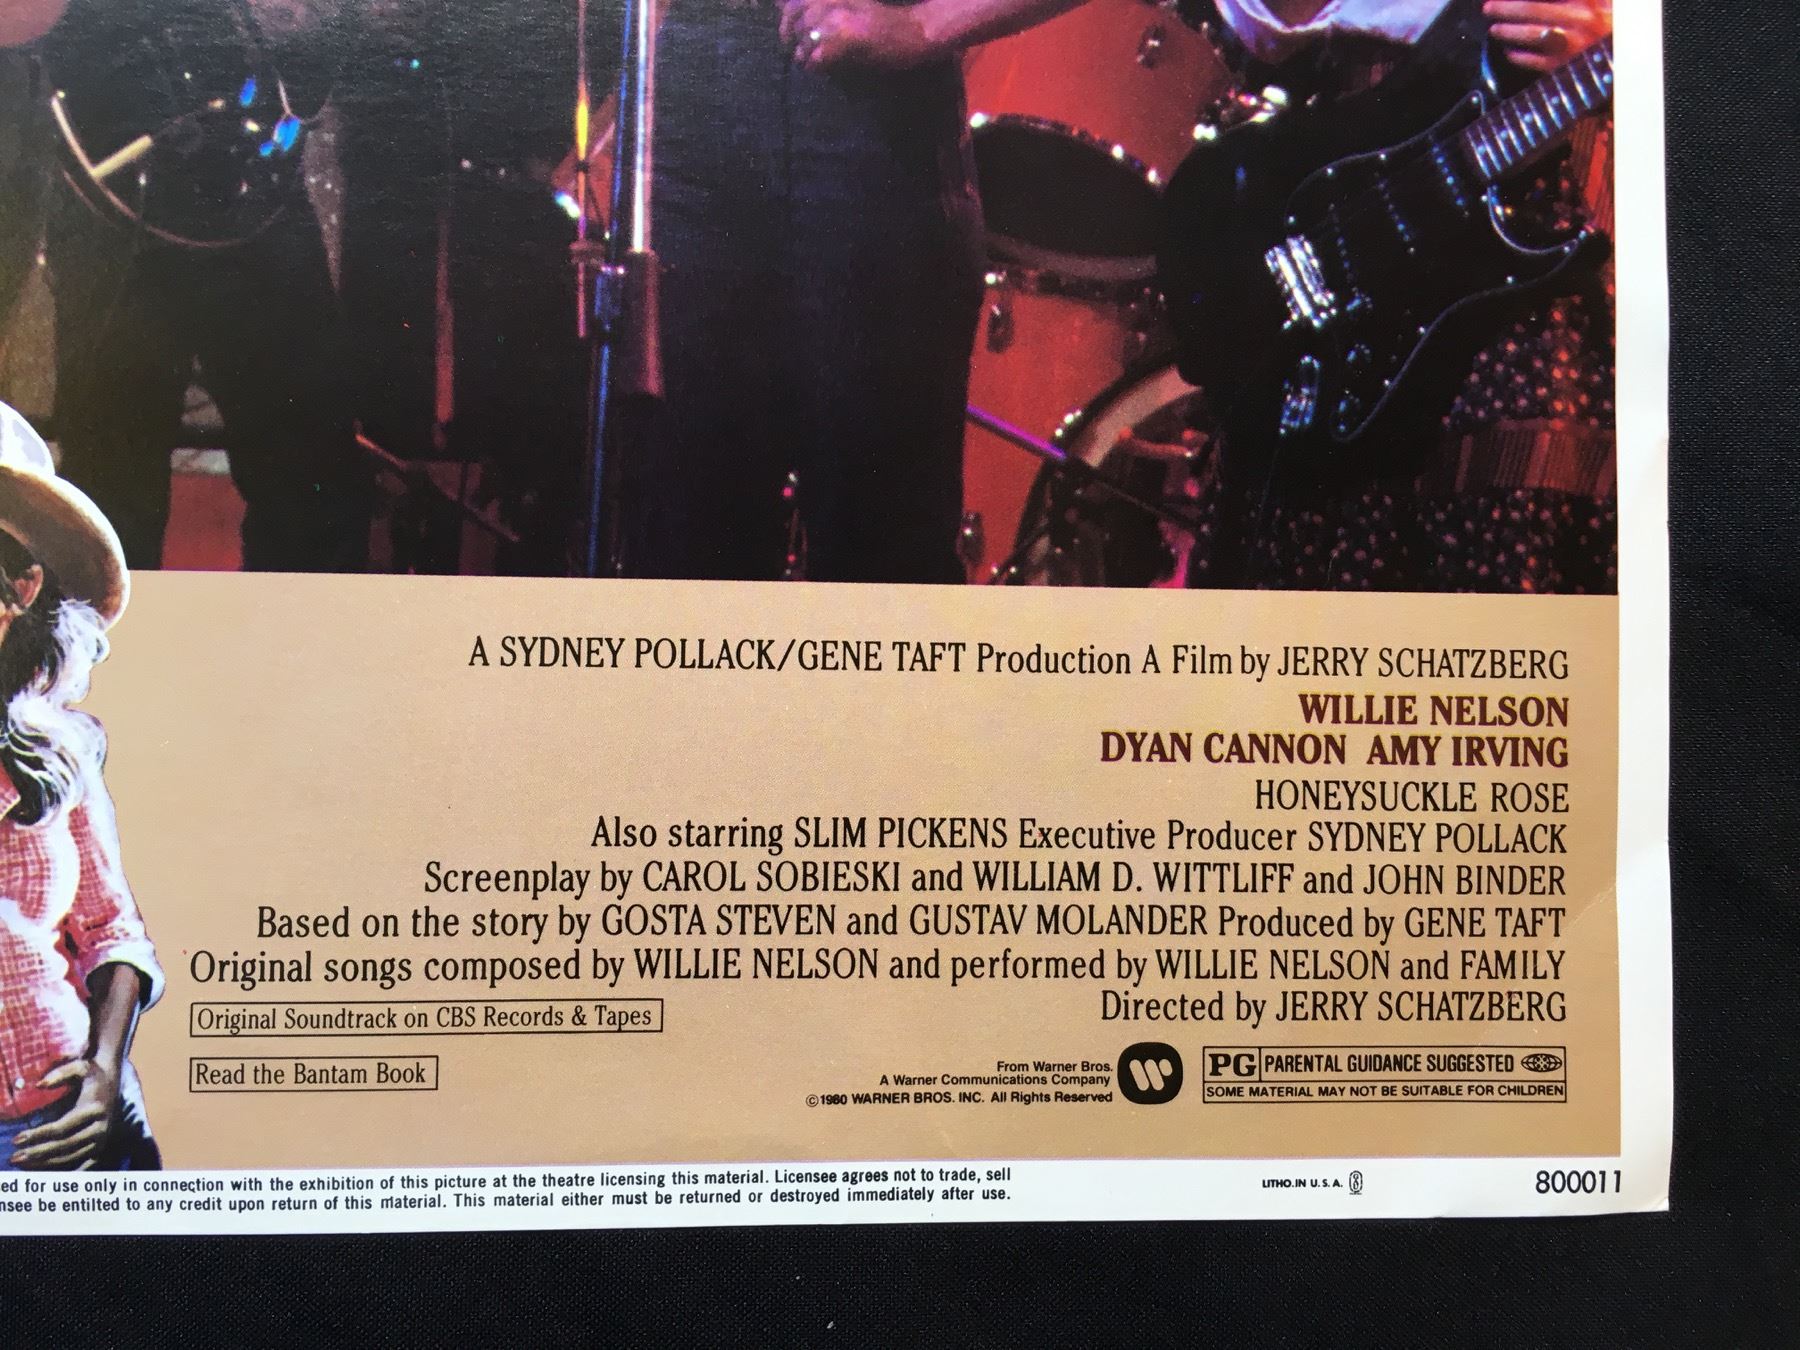 A SYDNEY POLLACK/GENE TAFT Production A Film by JERRY SCHATZBERG
WILLIE NELSON
DYAN CANNON AMY IRVING
HONEYSUCKLE ROSE
Also starring SLIM PICKENS Executive Producer SYDNEY POLLACK
Screenplay by CAROL SOBIESKI and WILLIAM D. WITTLIFF and JOHN BINDER
Based on the story by GOSTA STEVEN and GUSTAV MOLANDER Produced by GENE TAFT
Original songs composed by WILLIE NELSON and performed by WILLIE NELSON and FAMILY
Directed by JERRY SCHATZBERG
Original Soundtrack on CBS Records & Tapes
Read the Bantam Book
From Warner Bros.
A Warner Communications Company
©1980 WARNER BROS. INC. All Rights Reserved
PG PARENTAL GUIDANCE SUGGESTED
SOME MATERIAL MAY NOT BE SUITABLE FOR CHILDREN
ed for use only in connection with the exhibition of this picture at the theatre licensing this material. Licensee agrees not to trade, sell
nsee be entilted to any credit upon return of this material. This material either must be returned or destroyed immediately after use.
LITHO. IN U.S.A.
800011